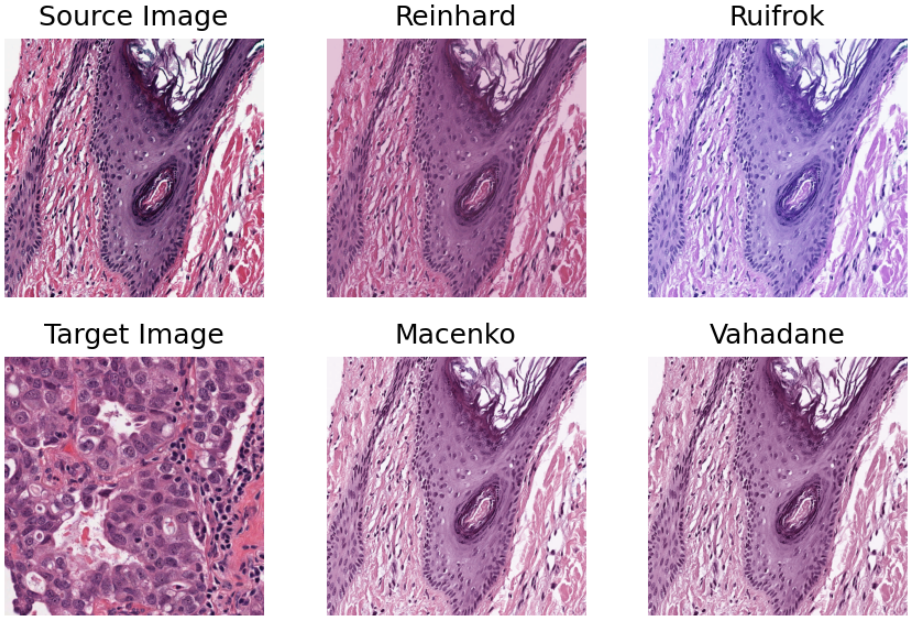 Source Image
Reinhard
Ruifrok
Target Image
Macenko
Vahadane